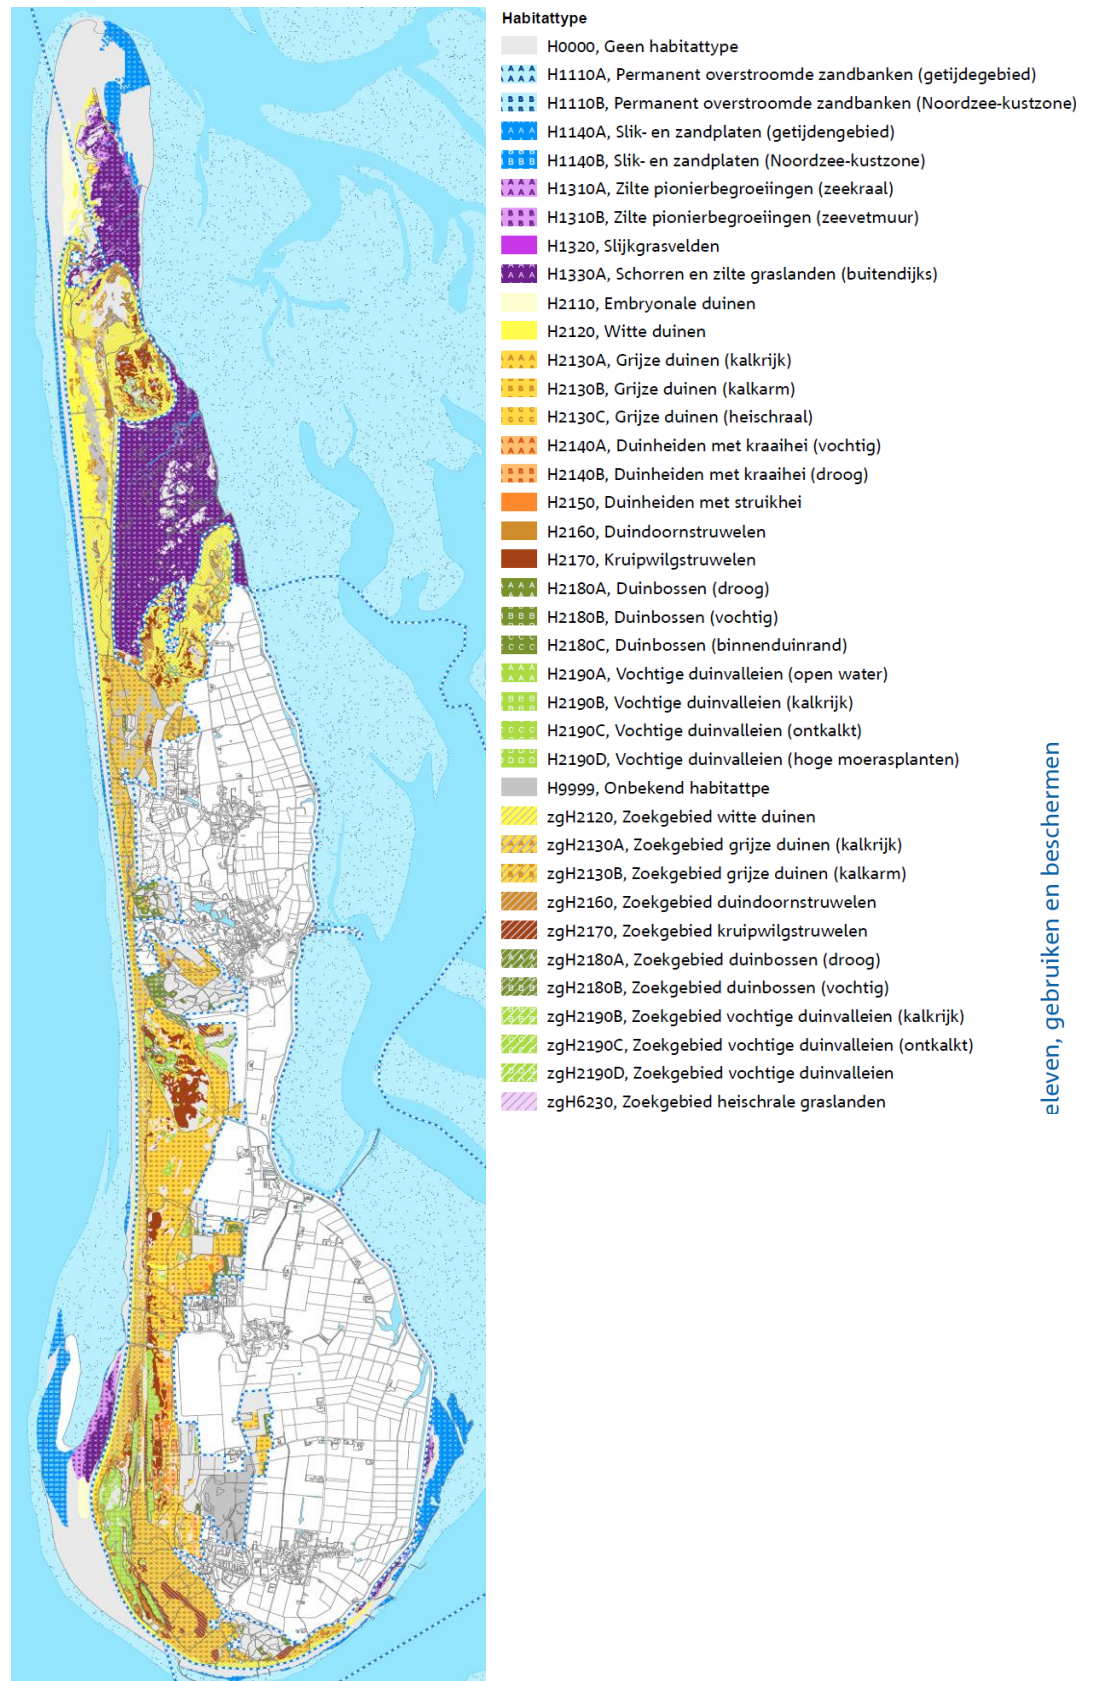 Habitattype
H0000, Geen habitattype
H1110A, Permanent overstroomde zandbanken (getijdegebied)
H1110B, Permanent overstroomde zandbanken (Noordzee-kustzone)
H1140A, Slik- en zandplaten (getijdengebied)
H1140B, Slik- en zandplaten (Noordzee-kustzone)
H1310A, Zilte pionierbegroeiingen (zeekraal)
H1310B, Zilte pionierbegroeiingen (zeevetmuur)
H1320, Slijkgrasvelden
H1330A, Schorren en zilte graslanden (buitendijks)
H2110, Embryonale duinen
H2120, Witte duinen
H2130A, Grijze duinen (kalkrijk)
H2130B, Grijze duinen (kalkarm)
H2130C, Grijze duinen (heischraal)
H2140A, Duinheiden met kraaihei (vochtig)
H2140B, Duinheiden met kraaihei (droog)
H2150, Duinheiden met struikhei
H2160, Duindoornstruwelen
H2170, Kruipwilgstruwelen
H2180A, Duinbossen (droog)
H2180B, Duinbossen (vochtig)
H2180C, Duinbossen (binnenduinrand)
H2190A, Vochtige duinvalleien (open water)
H2190B, Vochtige duinvalleien (kalkrijk)
H2190C, Vochtige duinvalleien (ontkalkt)
H2190D, Vochtige duinvalleien (hoge moerasplanten)
H9999, Onbekend habitattpe
zgH2120, Zoekgebied witte duinen
zgH2130A, Zoekgebied grijze duinen (kalkrijk)
zgH2130B, Zoekgebied grijze duinen (kalkarm)
zgH2160, Zoekgebied duindoornstruwelen
zgH2170, Zoekgebied kruipwilgstruwelen
zgH2180A, Zoekgebied duinbossen (droog)
zgH2180B, Zoekgebied duinbossen (vochtig)
zgH2190B, Zoekgebied vochtige duinvalleien (kalkrijk)
zgH2190C, Zoekgebied vochtige duinvalleien (ontkalkt)
zgH2190D, Zoekgebied vochtige duinvalleien
zgH6230, Zoekgebied heischrale graslanden
eleven, gebruiken en beschermen